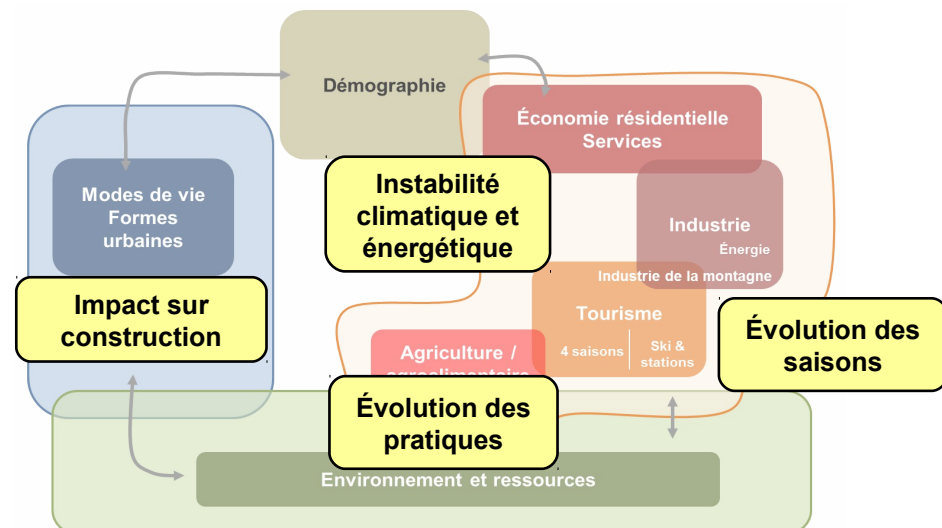 Démographie
Économie résidentielle
Services
Modes de vie
Formes
urbaines
Instabilité
climatique et
énergétique
Industrie
Énergie
Industrie de la montagne
Impact sur
construction
Tourisme
4 saisons
Ski &
stations
Évolution des
saisons
Agriculture /
agroalimentaire
Évolution des
pratiques
Environnement et ressources